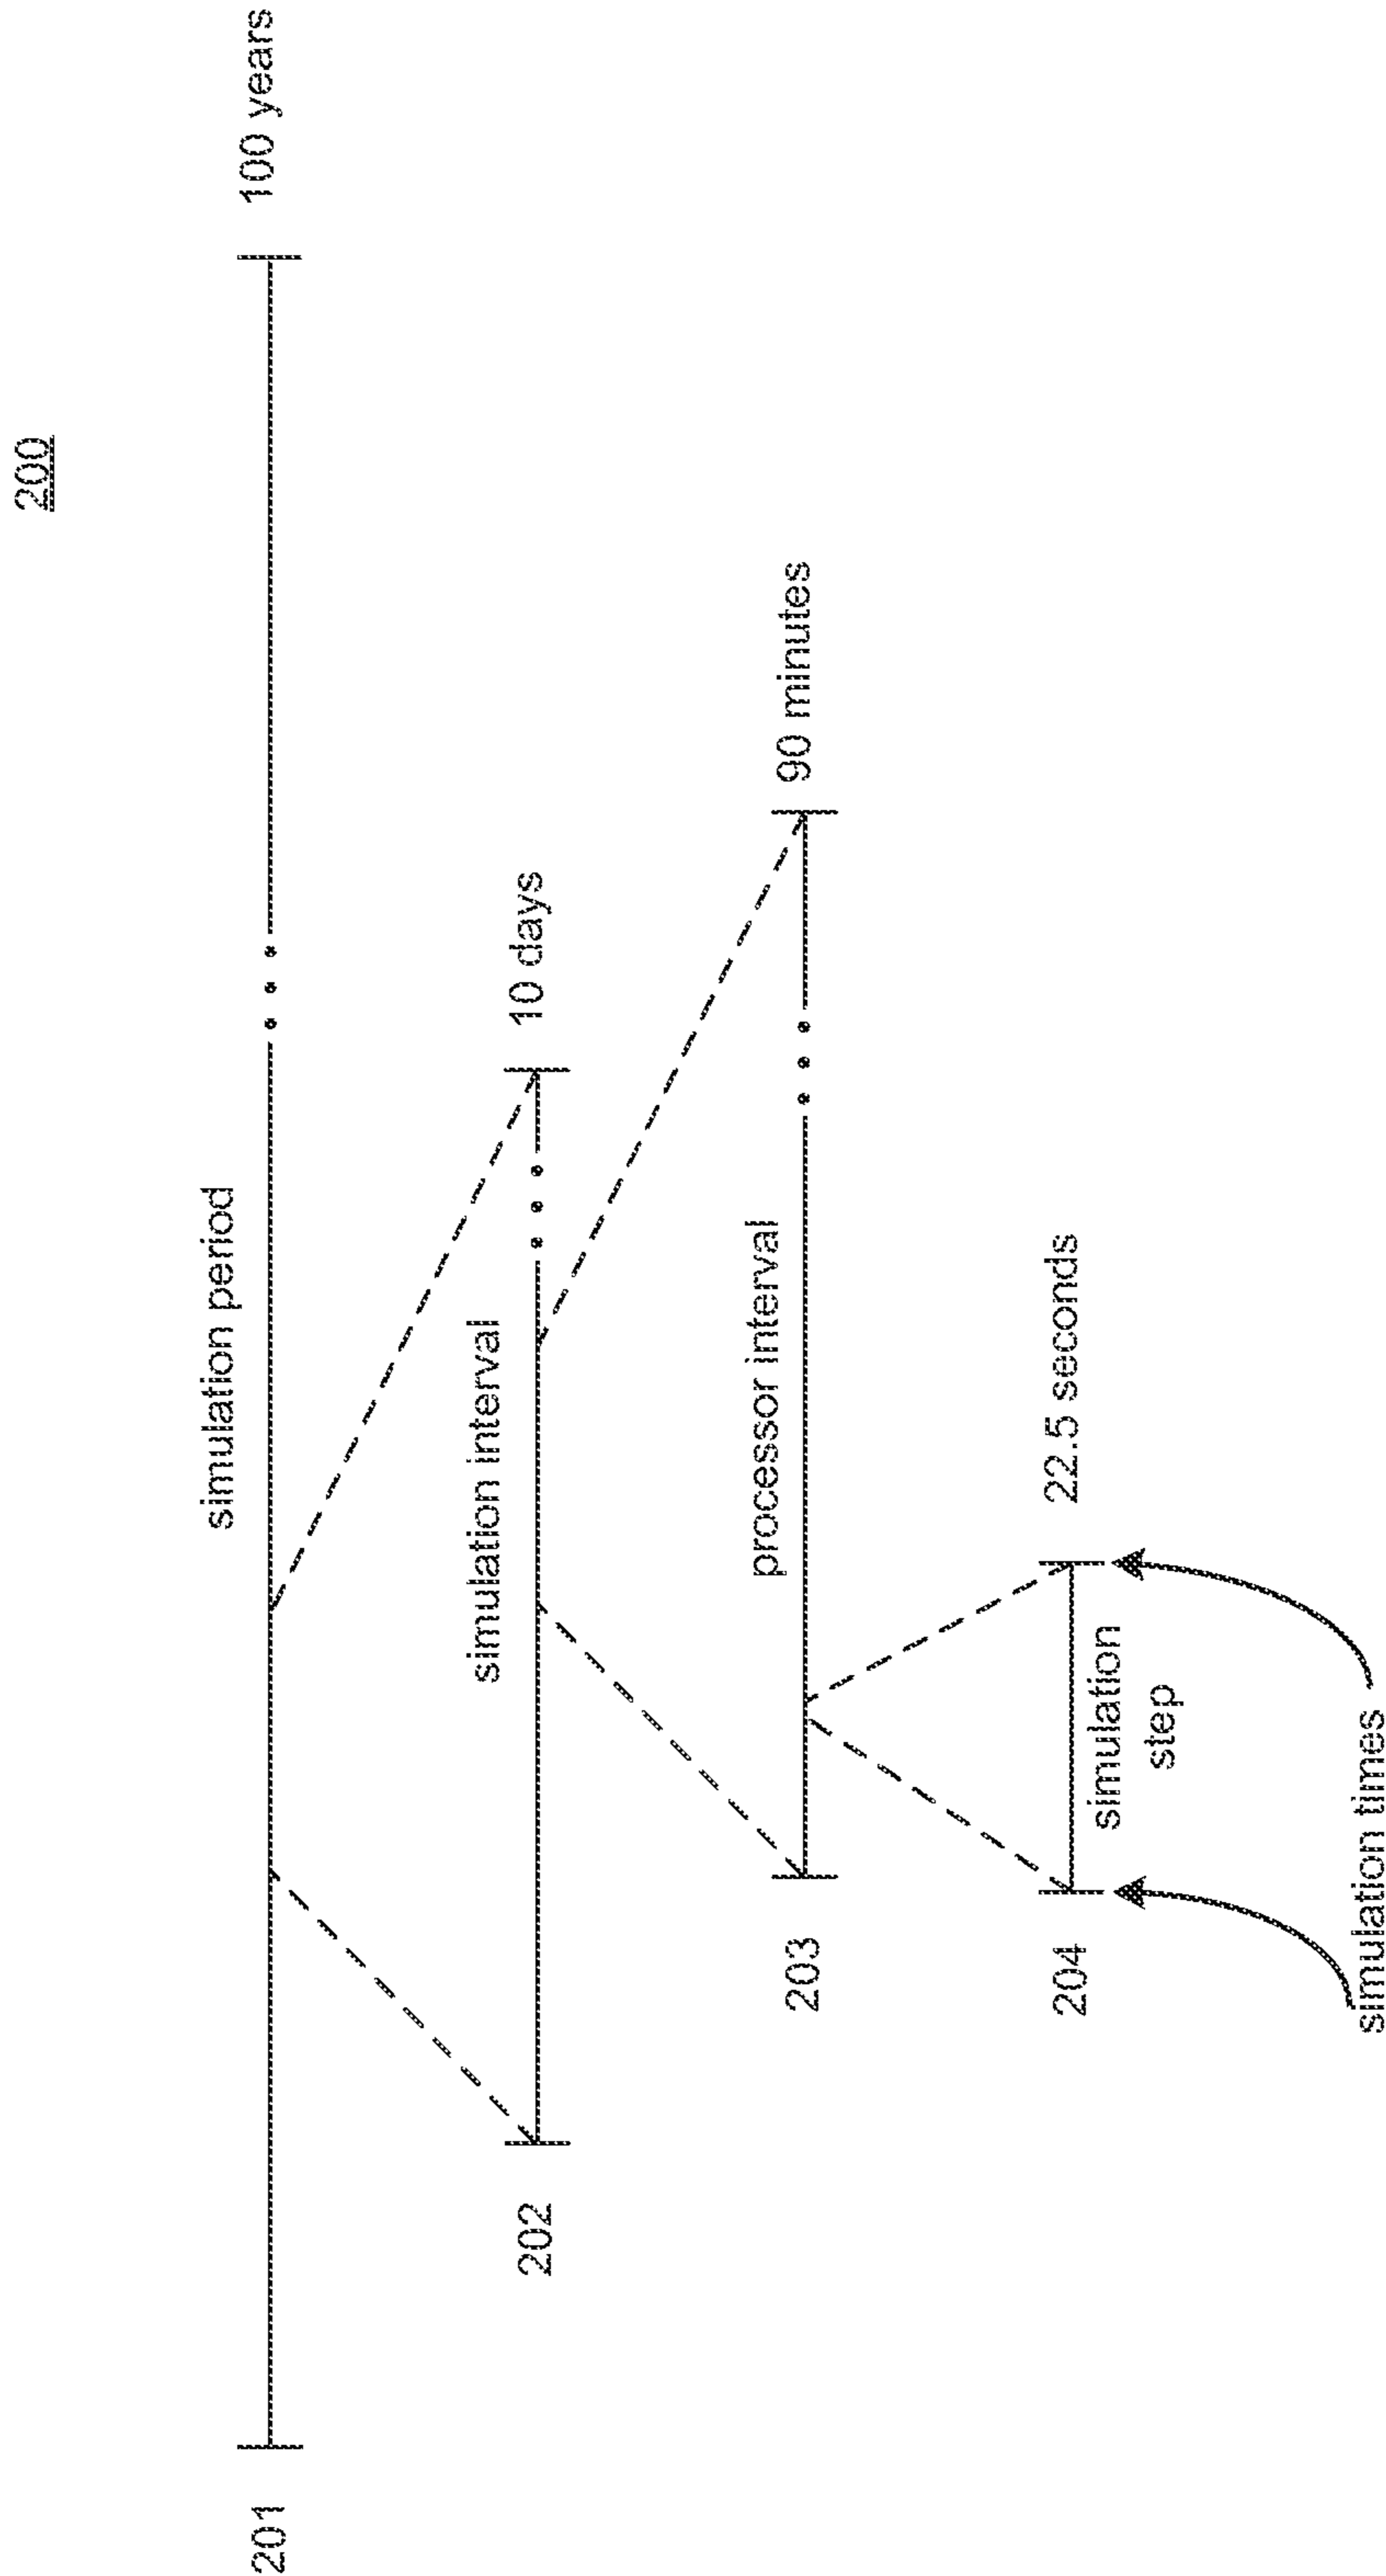 200
simulation period
201
100 years
simulation interval
202
10 days
processor interval
203
90 minutes
204
22.5 seconds
simulation
step
simulation times